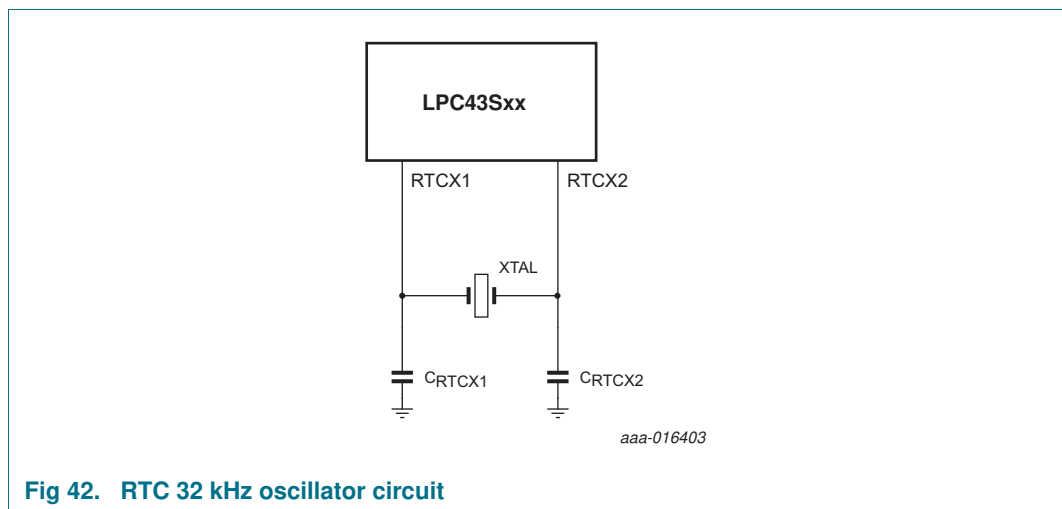 LPC43Sxx
RTCX1 RTCX2
XTAL
CRTCX1 CRTCX2
aaa-016403
Fig 42. RTC 32 kHz oscillator circuit